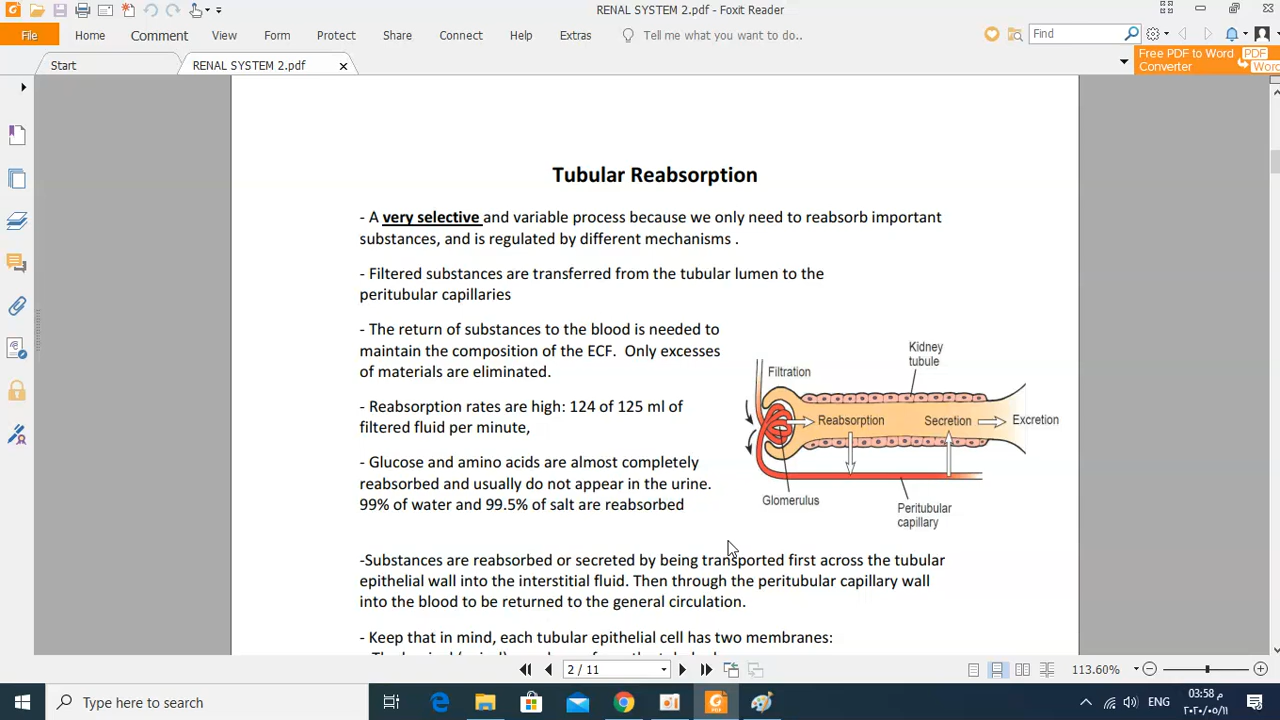 RENAL SYSTEM 2.pdf - Foxit Reader
File Home Comment View Form Protect Share Connect Help Extras Tell me what you want to do.. Find
Start RENAL SYSTEM 2.pdf Free PDF to Word Converter PDF Word
Tubular Reabsorption
- A very selective and variable process because we only need to reabsorb important
substances, and is regulated by different mechanisms .
- Filtered substances are transferred from the tubular lumen to the
peritubular capillaries
- The return of substances to the blood is needed to
maintain the composition of the ECF. Only excesses
of materials are eliminated.
- Reabsorption rates are high: 124 of 125 ml of
filtered fluid per minute,
- Glucose and amino acids are almost completely
reabsorbed and usually do not appear in the urine.
99% of water and 99.5% of salt are reabsorbed
Kidney
tubule
Filtration
Reabsorption Secretion Excretion
Glomerulus
Peritubular
capillary
-Substances are reabsorbed or secreted by being transported first across the tubular
epithelial wall into the interstitial fluid. Then through the peritubular capillary wall
into the blood to be returned to the general circulation.
- Keep that in mind, each tubular epithelial cell has two membranes:
2 / 11 113.60%
Type here to search ENG 03:58 م
٢٠٢٠/٠٥/١١